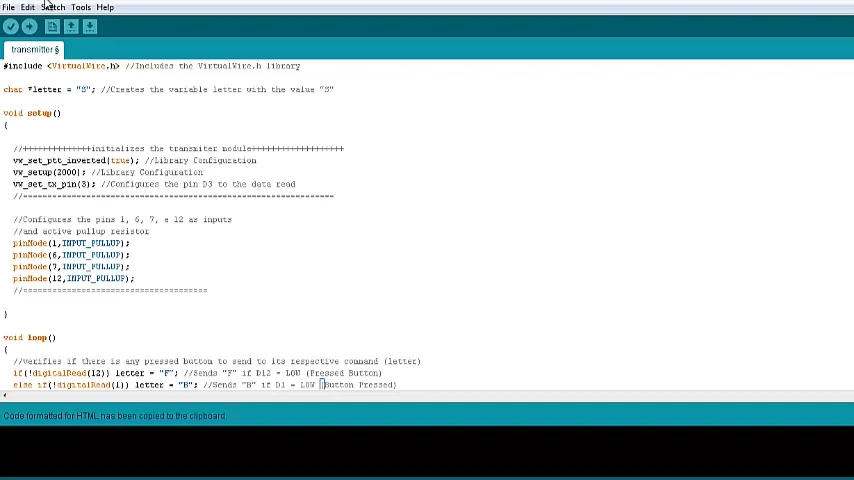 File Edit Sketch Tools Help
transmitter §
#include <VirtualWire.h> //Includes the VirtualWire.h library
char *letter = "S"; //Creates the variable letter with the value "S"
void setup()
{
//++++++++++++++initializes the transmiter module+++++++++++++++++++
vw_set_ptt_inverted(true); //Library Configuration
vw_setup(2000); //Library Configuration
vw_set_tx_pin(3); //Configures the pin D3 to the data read
//================================================================
//Configures the pins 1, 6, 7, e 12 as inputs
//and active pullup resistor
pinMode(1,INPUT_PULLUP);
pinMode(6,INPUT_PULLUP);
pinMode(7,INPUT_PULLUP);
pinMode(12,INPUT_PULLUP);
//======================================
}
void loop()
{
//verifies if there is any pressed button to send to its respective command (letter)
if(!digitalRead(12)) letter = "F"; //Sends "F" if D12 = LOW (Pressed Button)
else if(!digitalRead(1)) letter = "B"; //Sends "B" if D1 = LOW (Button Pressed)
Code formatted for HTML has been copied to the clipboard.